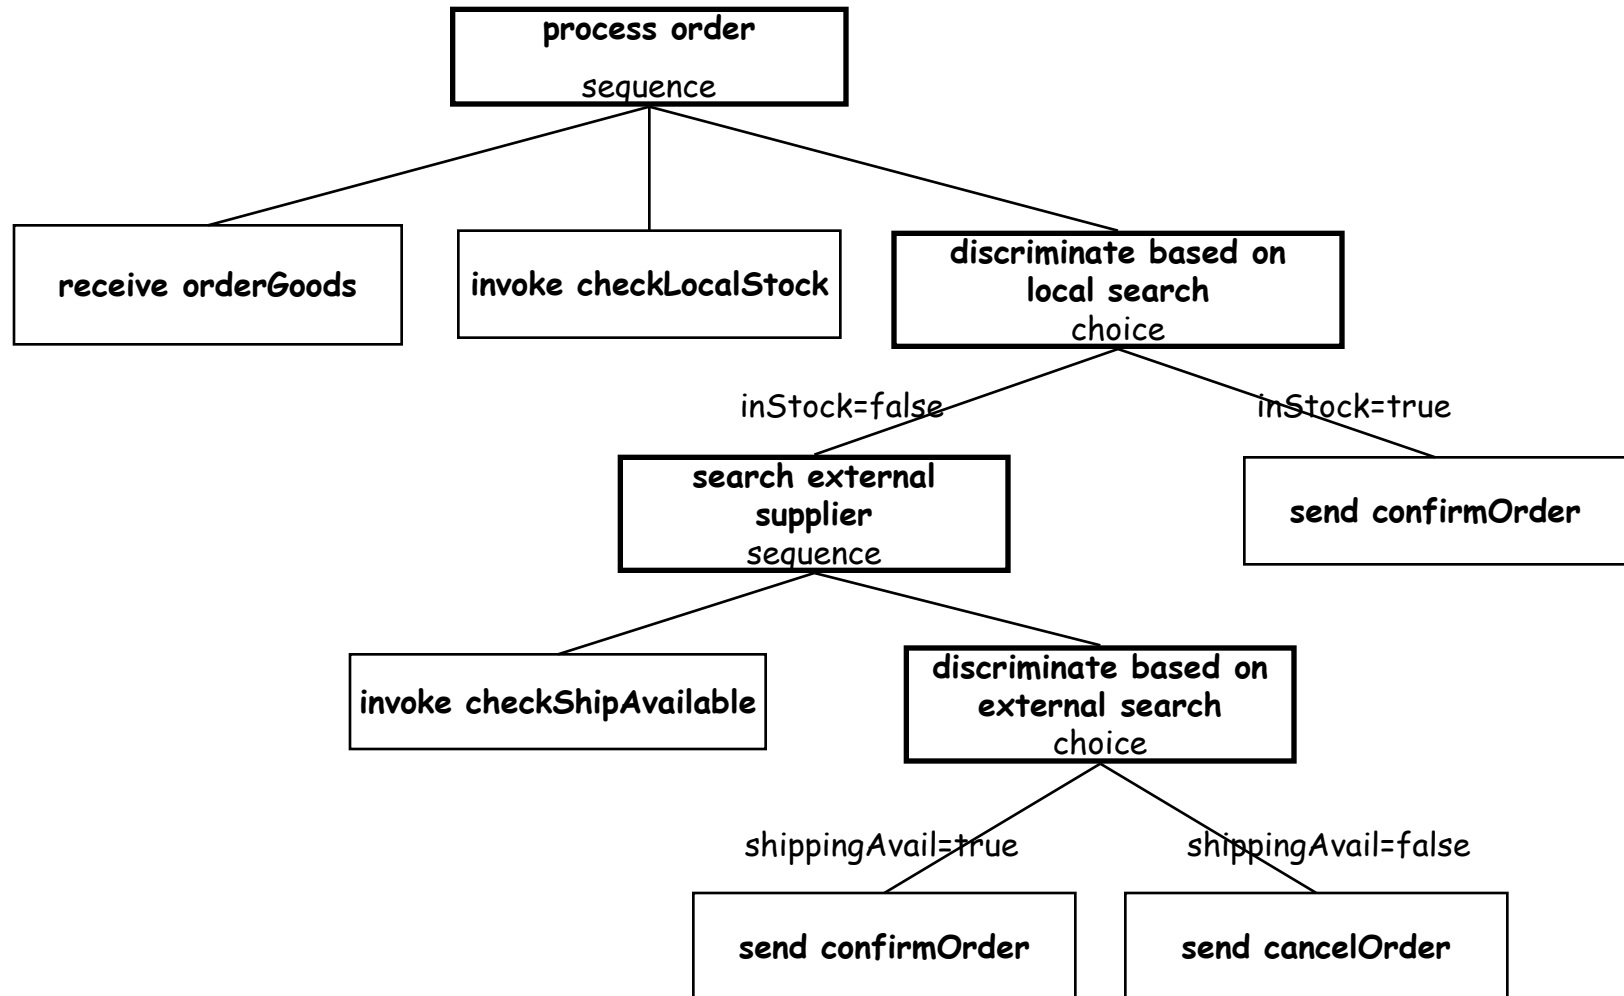 process order
sequence
receive orderGoods
invoke checkLocalStock
discriminate based on
local search
choice
inStock=false
inStock=true
search external
supplier
sequence
send confirmOrder
invoke checkShipAvailable
discriminate based on
external search
choice
shippingAvail=true
shippingAvail=false
send confirmOrder
send cancelOrder